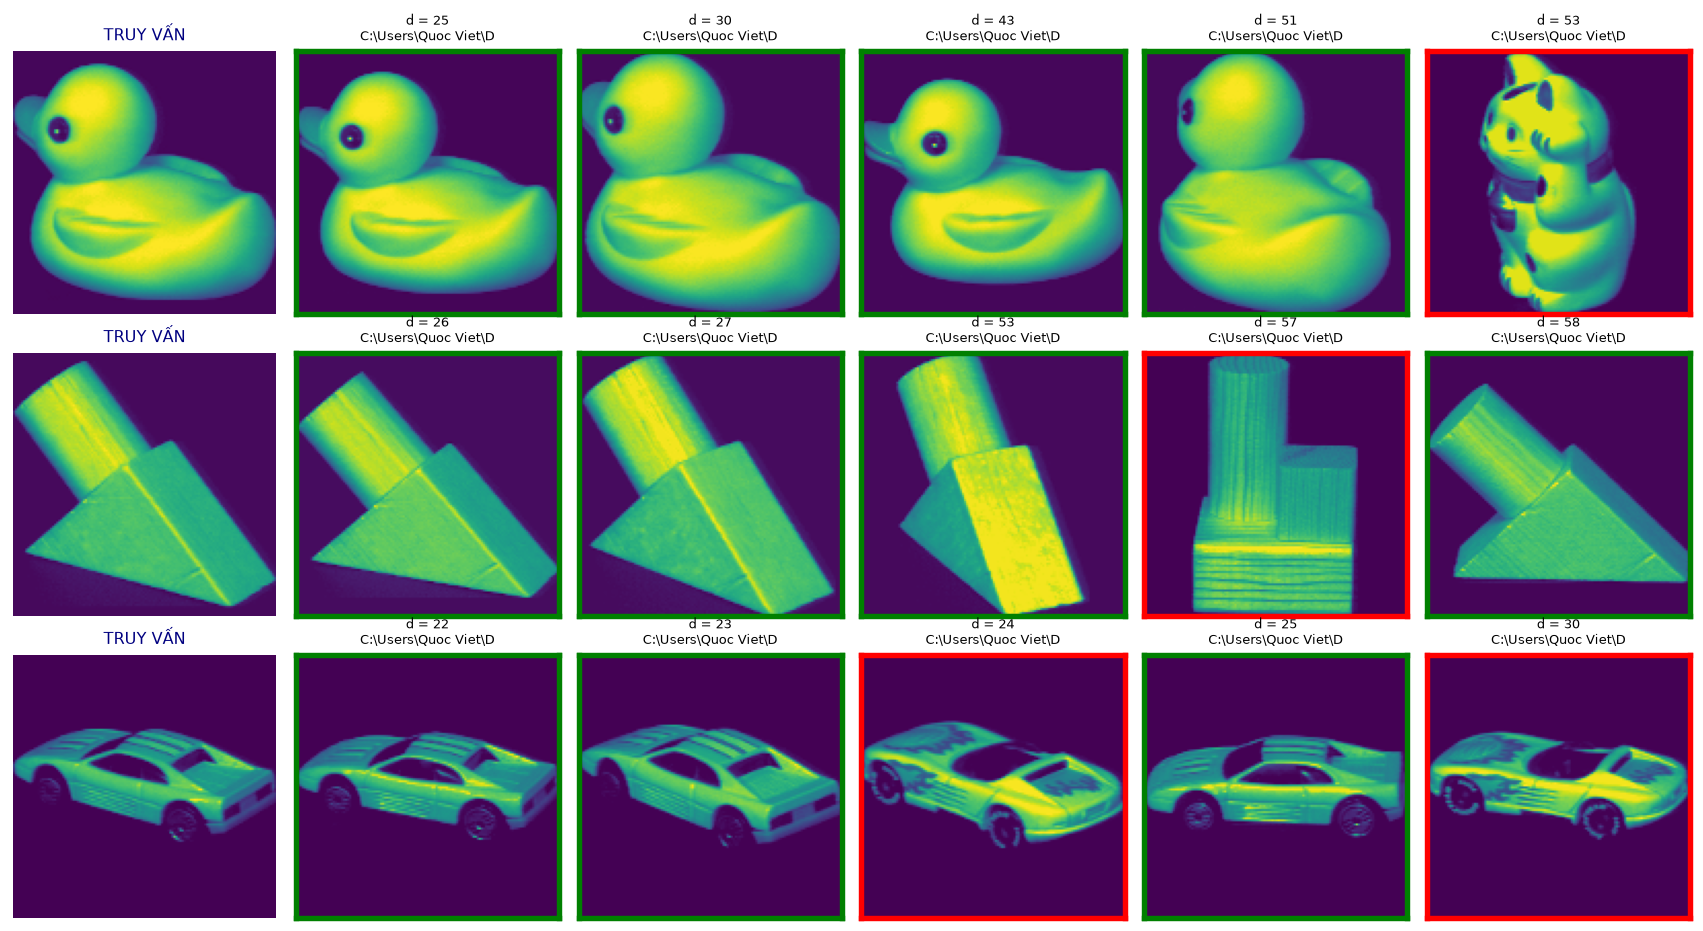 TRUY VẤN
d = 25
C:\Users\Quoc Viet\D
d = 30
C:\Users\Quoc Viet\D
d = 43
C:\Users\Quoc Viet\D
d = 51
C:\Users\Quoc Viet\D
d = 53
C:\Users\Quoc Viet\D
TRUY VẤN
d = 26
C:\Users\Quoc Viet\D
d = 27
C:\Users\Quoc Viet\D
d = 53
C:\Users\Quoc Viet\D
d = 57
C:\Users\Quoc Viet\D
d = 58
C:\Users\Quoc Viet\D
TRUY VẤN
d = 22
C:\Users\Quoc Viet\D
d = 23
C:\Users\Quoc Viet\D
d = 24
C:\Users\Quoc Viet\D
d = 25
C:\Users\Quoc Viet\D
d = 30
C:\Users\Quoc Viet\D